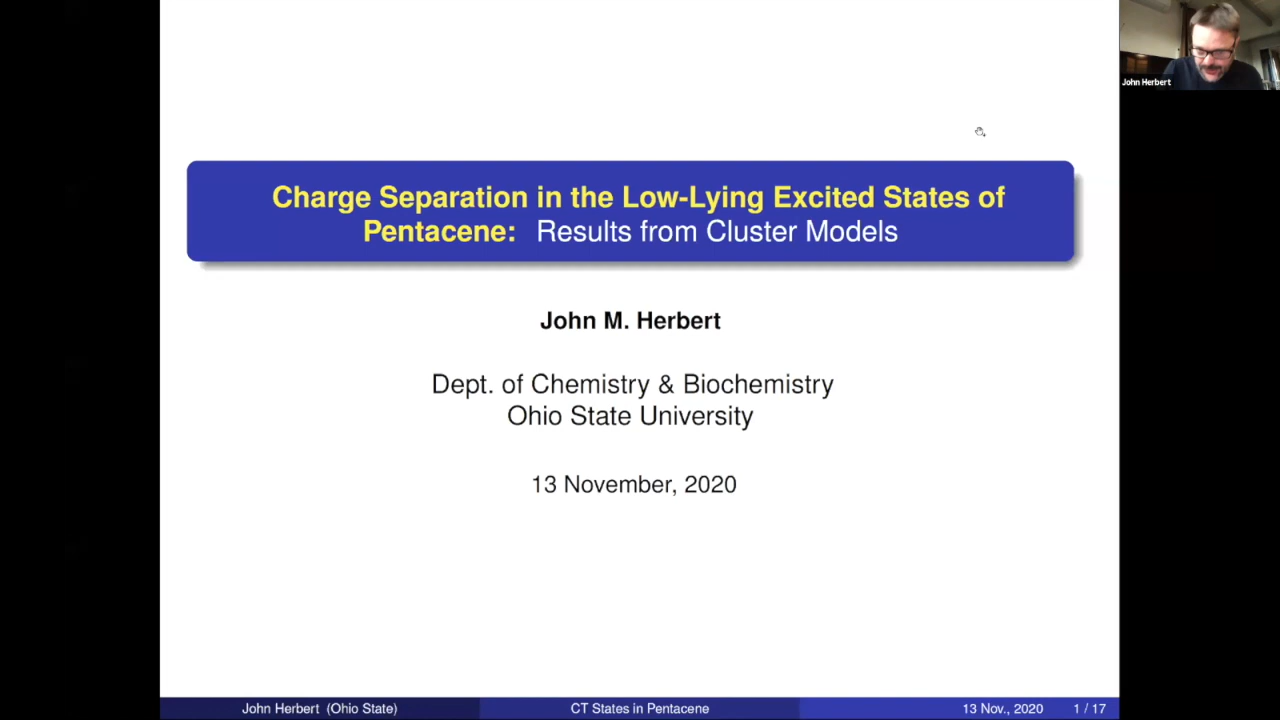 John Herbert
Charge Separation in the Low-Lying Excited States of
Pentacene: Results from Cluster Models
John M. Herbert
Dept. of Chemistry & Biochemistry
Ohio State University
13 November, 2020
John Herbert (Ohio State)
CT States in Pentacene
13 Nov., 2020
1 / 17